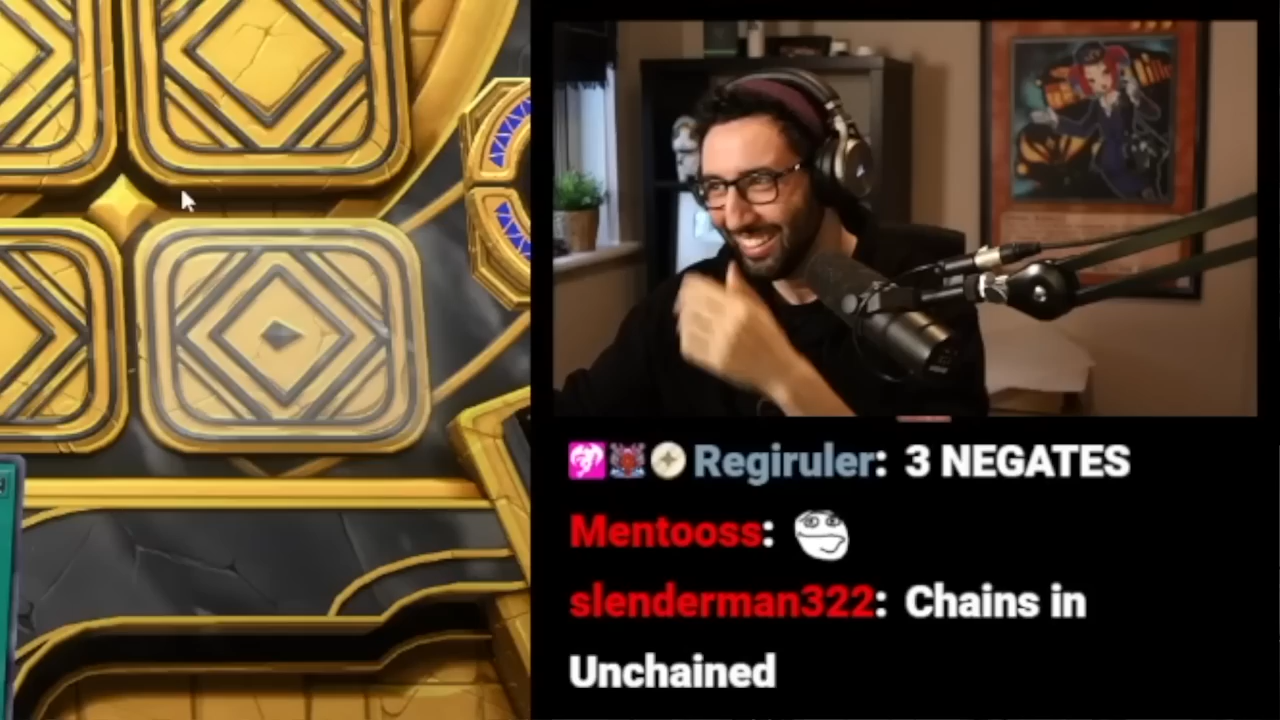 Regiruler: 3 NEGATES
Mentooss:
slenderman322: Chains in
Unchained